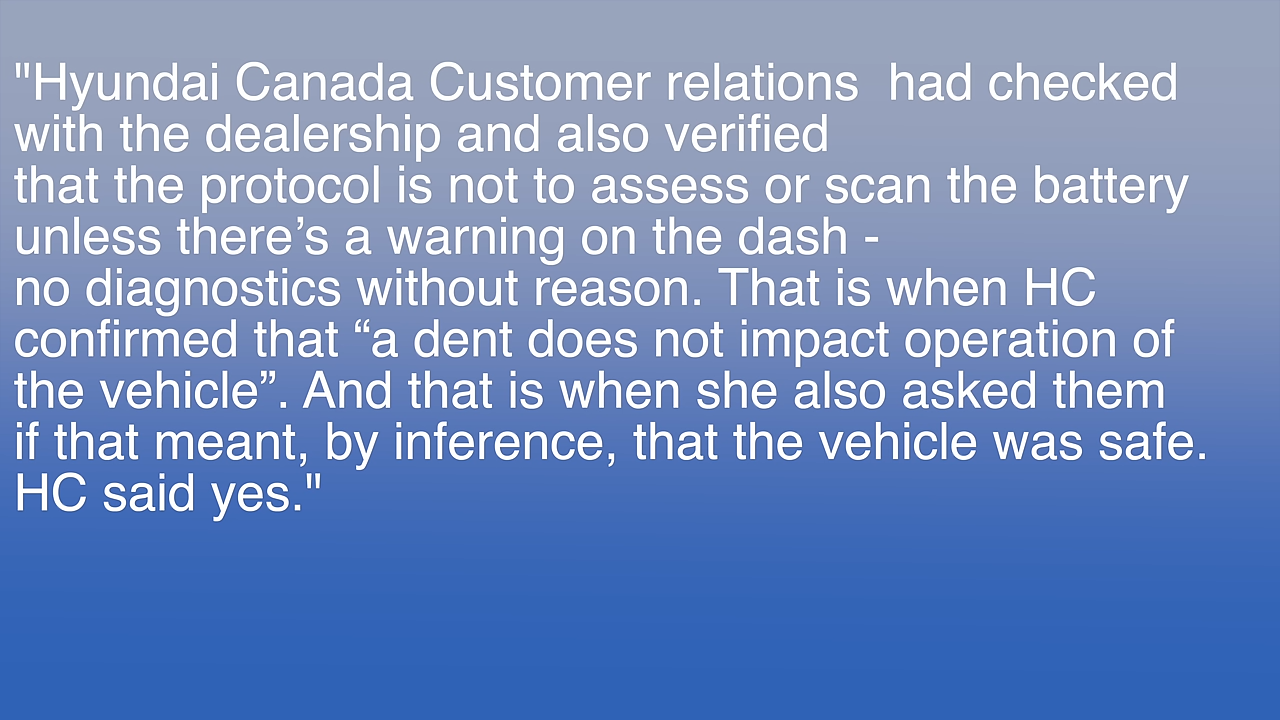 "Hyundai Canada Customer relations  had checked
with the dealership and also verified
that the protocol is not to assess or scan the battery
unless there’s a warning on the dash -
no diagnostics without reason. That is when HC
confirmed that “a dent does not impact operation of
the vehicle”. And that is when she also asked them
if that meant, by inference, that the vehicle was safe.
HC said yes."